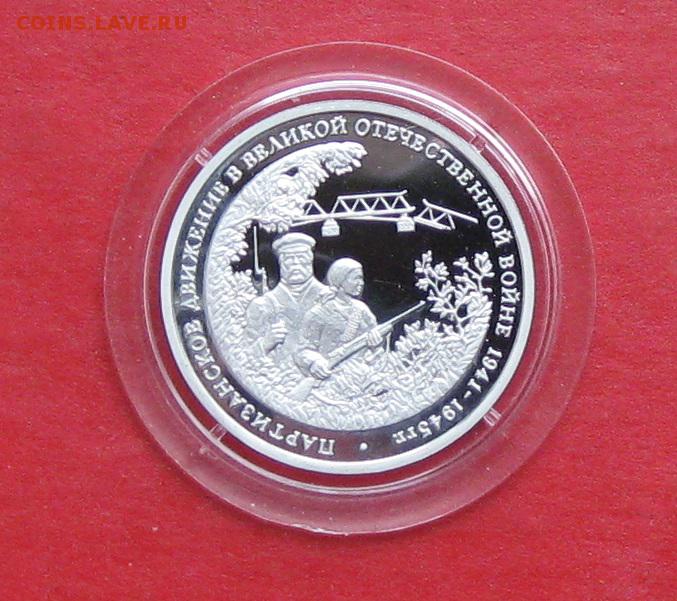 COINS.LAVE.RU
ПАРТИЗАНСКОЕ ДВИЖЕНИЕ В ВЕЛИКОЙ ОТЕЧЕСТВЕННОЙ ВОЙНЕ 1941-1945гг. •